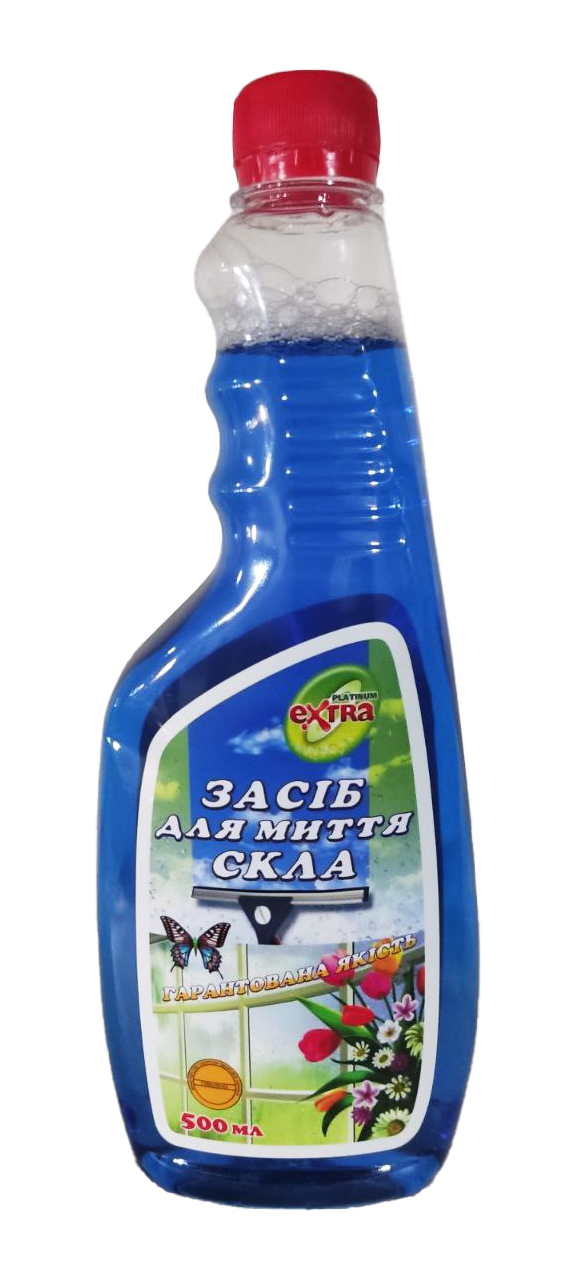 PLATINUM
eXTRa
ЗАСІБ
ДЛЯ МИТТЯ
СКЛА
ГАРАНТОВАНА ЯКІСТЬ
500 мл